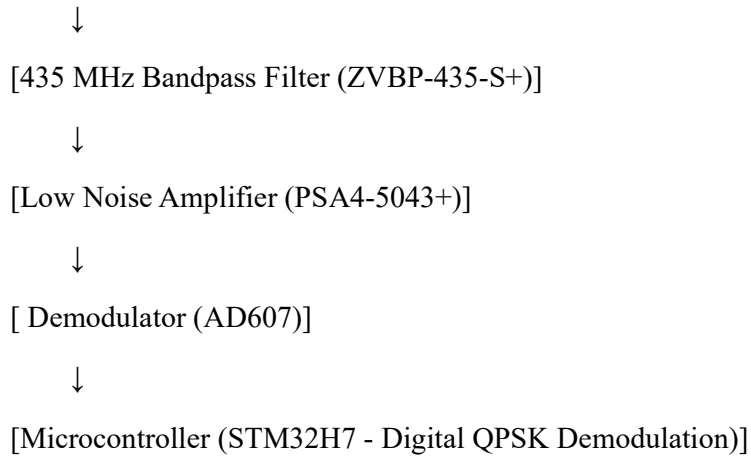 ↓
[435 MHz Bandpass Filter (ZVBP-435-S+)]
↓
[Low Noise Amplifier (PSA4-5043+)]
↓
[ Demodulator (AD607)]
↓
[Microcontroller (STM32H7 - Digital QPSK Demodulation)]